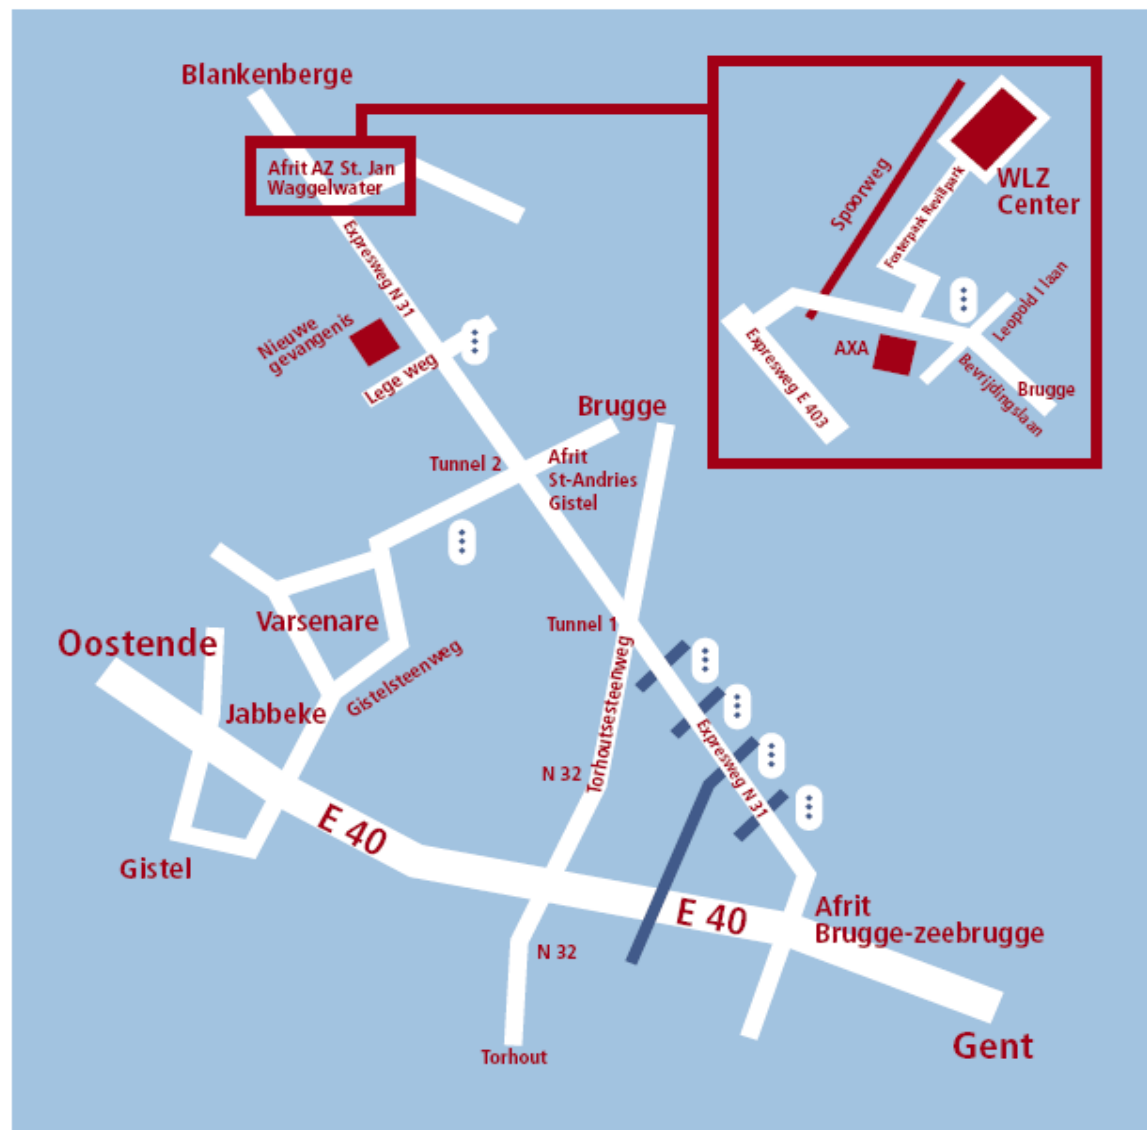 Blankenberge
Afrit AZ St. Jan
Waggelwater
Expresweg N 31
Nieuwe
gevangenis
Lege weg
Spoorweg
WLZ
Center
Fosterpark Revillpark
Leopold I laan
AXA
Expresweg E 403
Bevrijdingslaan
Brugge
Brugge
Tunnel 2
Afrit
St-Andries
Gistel
Varsenare
Tunnel 1
Oostende
Gistelsteenweg
Jabbeke
Torhoutsesteenweg
Expresweg N 31
N 32
E 40
Gistel
E 40
Afrit
Brugge-zeebrugge
N 32
Gent
Torhout